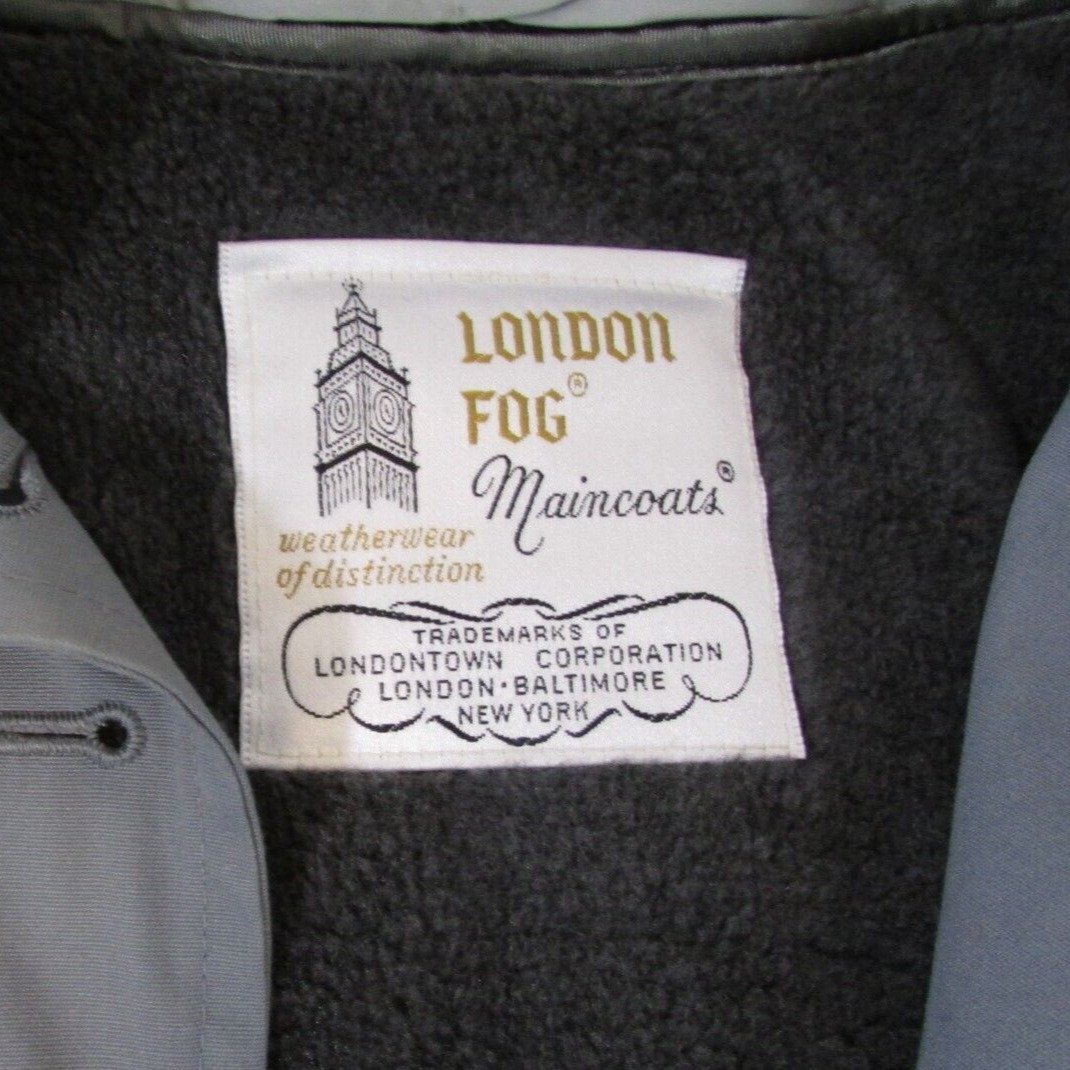 LONDON
FOG®
Maincoats®
weatherwear
of distinction
TRADEMARKS OF
LONDONTOWN CORPORATION
LONDON · BALTIMORE
NEW YORK